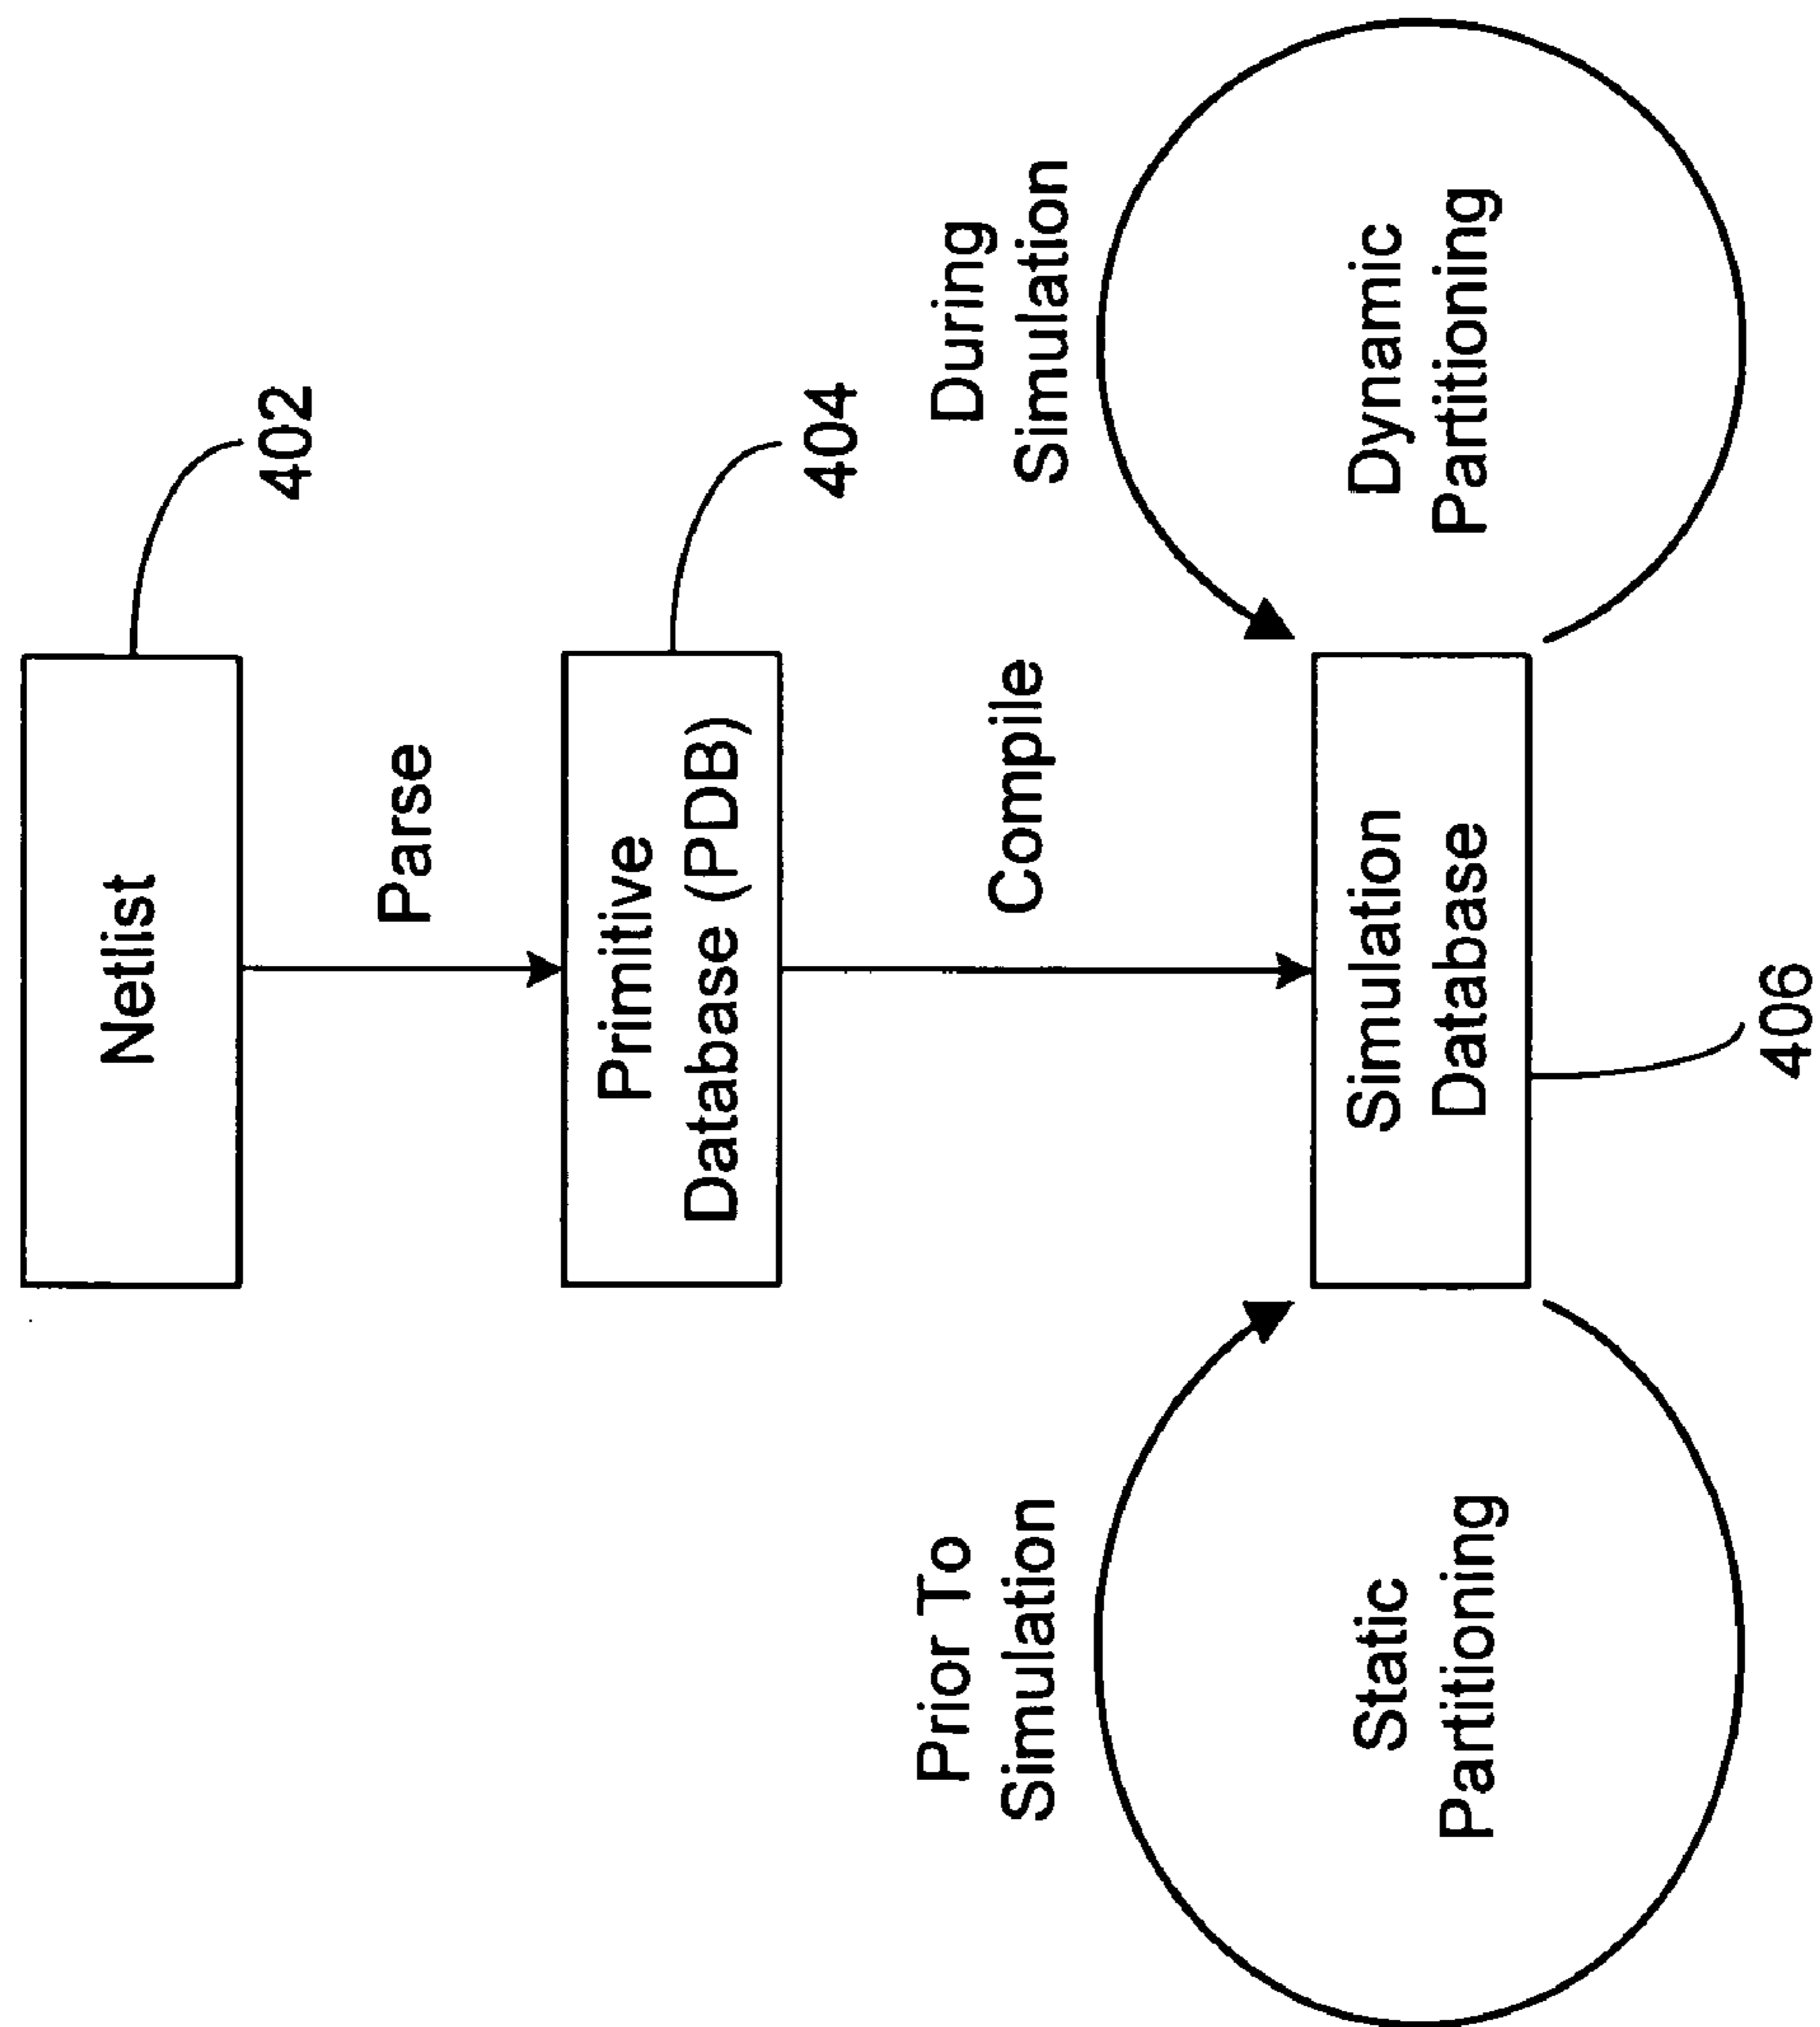 Netlist
402
Parse
Primitive
Database (PDB)
404
Compile
Prior To
Simulation
During
Simulation
Static
Partitioning
Simulation
Database
Dynamic
Partitioning
406